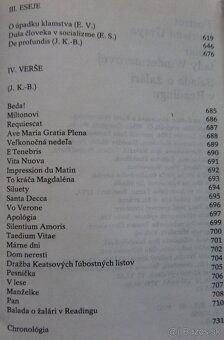 III. ESEJE
O úpadku klamstva (E. V.) 619
Duša človeka v socializme (E. S.) 646
De profundis (J. K.-B.) 676
IV. VERŠE
(J. K.-B.)
Beda! 685
Miltonovi 686
Requiescat 687
Ave Maria Gratia Plena 688
Veľkonočná nedeľa 689
E Tenebris 690
Vita Nuova 691
Impression du Matin 692
To kráča Magdaléna 693
Siluety 694
Santa Decca 695
Vo Verone 696
Apológia 697
Silentium Amoris 699
Taedium Vitae 700
Márne dni 701
Dom neresti 702
Dražba Keatsových ľúbostných listov 704
Pesnička 705
V lese 706
Manželke 707
Pan 708
Balada o žalári v Readingu 710
Chronológia 731